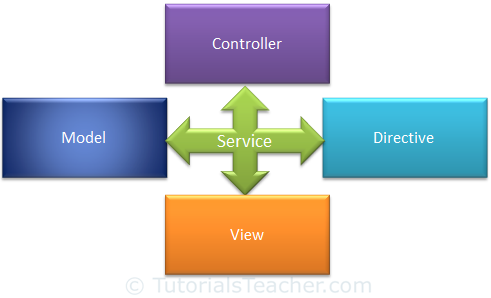 Controller
Model
Service
Directive
View
© TutorialsTeacher.com